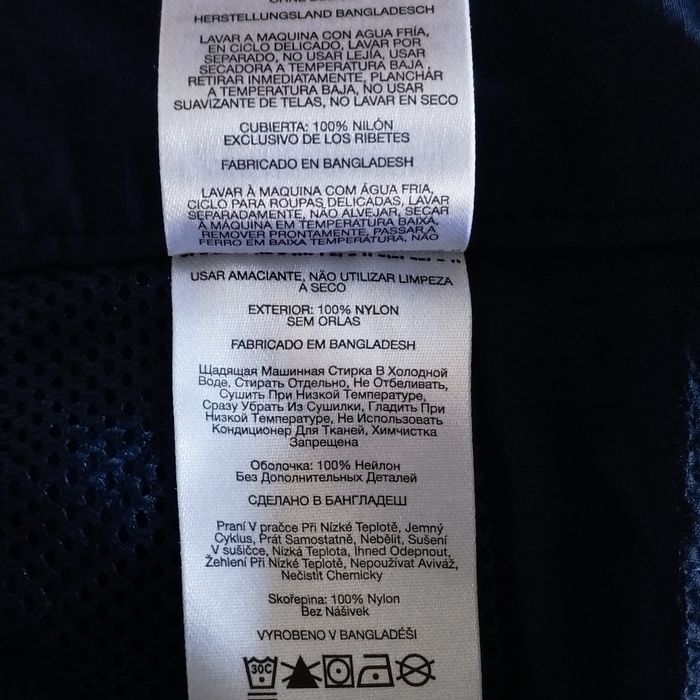 HERSTELLUNGSLAND BANGLADESCH
LAVAR A MAQUINA CON AGUA FRÍA,
EN CICLO DELICADO, LAVAR POR
SEPARADO, NO USAR LEJÍA, USAR
SECADORA A TEMPERATURA BAJA ,
RETIRAR INMEDIATAMENTE, PLANCHÁR
A TEMPERATURA BAJA, NO USAR
SUAVIZANTE DE TELAS, NO LAVAR EN SECO
CUBIERTA: 100% NILÓN
EXCLUSIVO DE LOS RIBETES
FABRICADO EN BANGLADESH
LAVAR À MAQUINA COM ÁGUA FRIA,
CICLO PARA ROUPAS DELICADAS, LAVAR
SEPARADAMENTE, NÃO ALVEJAR, SECAR
À MÁQUINA EM TEMPERATURA BAIXA,
REMOVER PRONTAMENTE, PASSAR A
FERRO EM BAIXA TEMPERATURA, NÃO
USAR AMACIANTE, NÃO UTILIZAR LIMPEZA
À SECO
EXTERIOR: 100% NYLON
SEM ORLAS
FABRICADO EM BANGLADESH
Щадящая Машинная Стирка В Холодной
Воде, Стирать Отдельно, Не Отбеливать,
Сушить При Низкой Температуре,
Сразу Убрать Из Сушилки, Гладить При
Низкой Температуре, Не Использовать
Кондиционер Для Тканей, Химчистка
Запрещена
Оболочка: 100% Нейлон
Без Дополнительных Деталей
СДЕЛАНО В БАНГЛАДЕШ
Praní V pračce Při Nízké Teplotě, Jemný
Cyklus, Prát Samostatně, Nebělit, Sušení
V sušičce, Nízká Teplota, Ihned Odepnout,
Žehlení Při Nízké Teplotě, Nepoužívat Aviváž,
Nečistit Chemicky
Skořepina: 100% Nylon
Bez Nášivek
VYROBENO V BANGLADÉŠI
30C